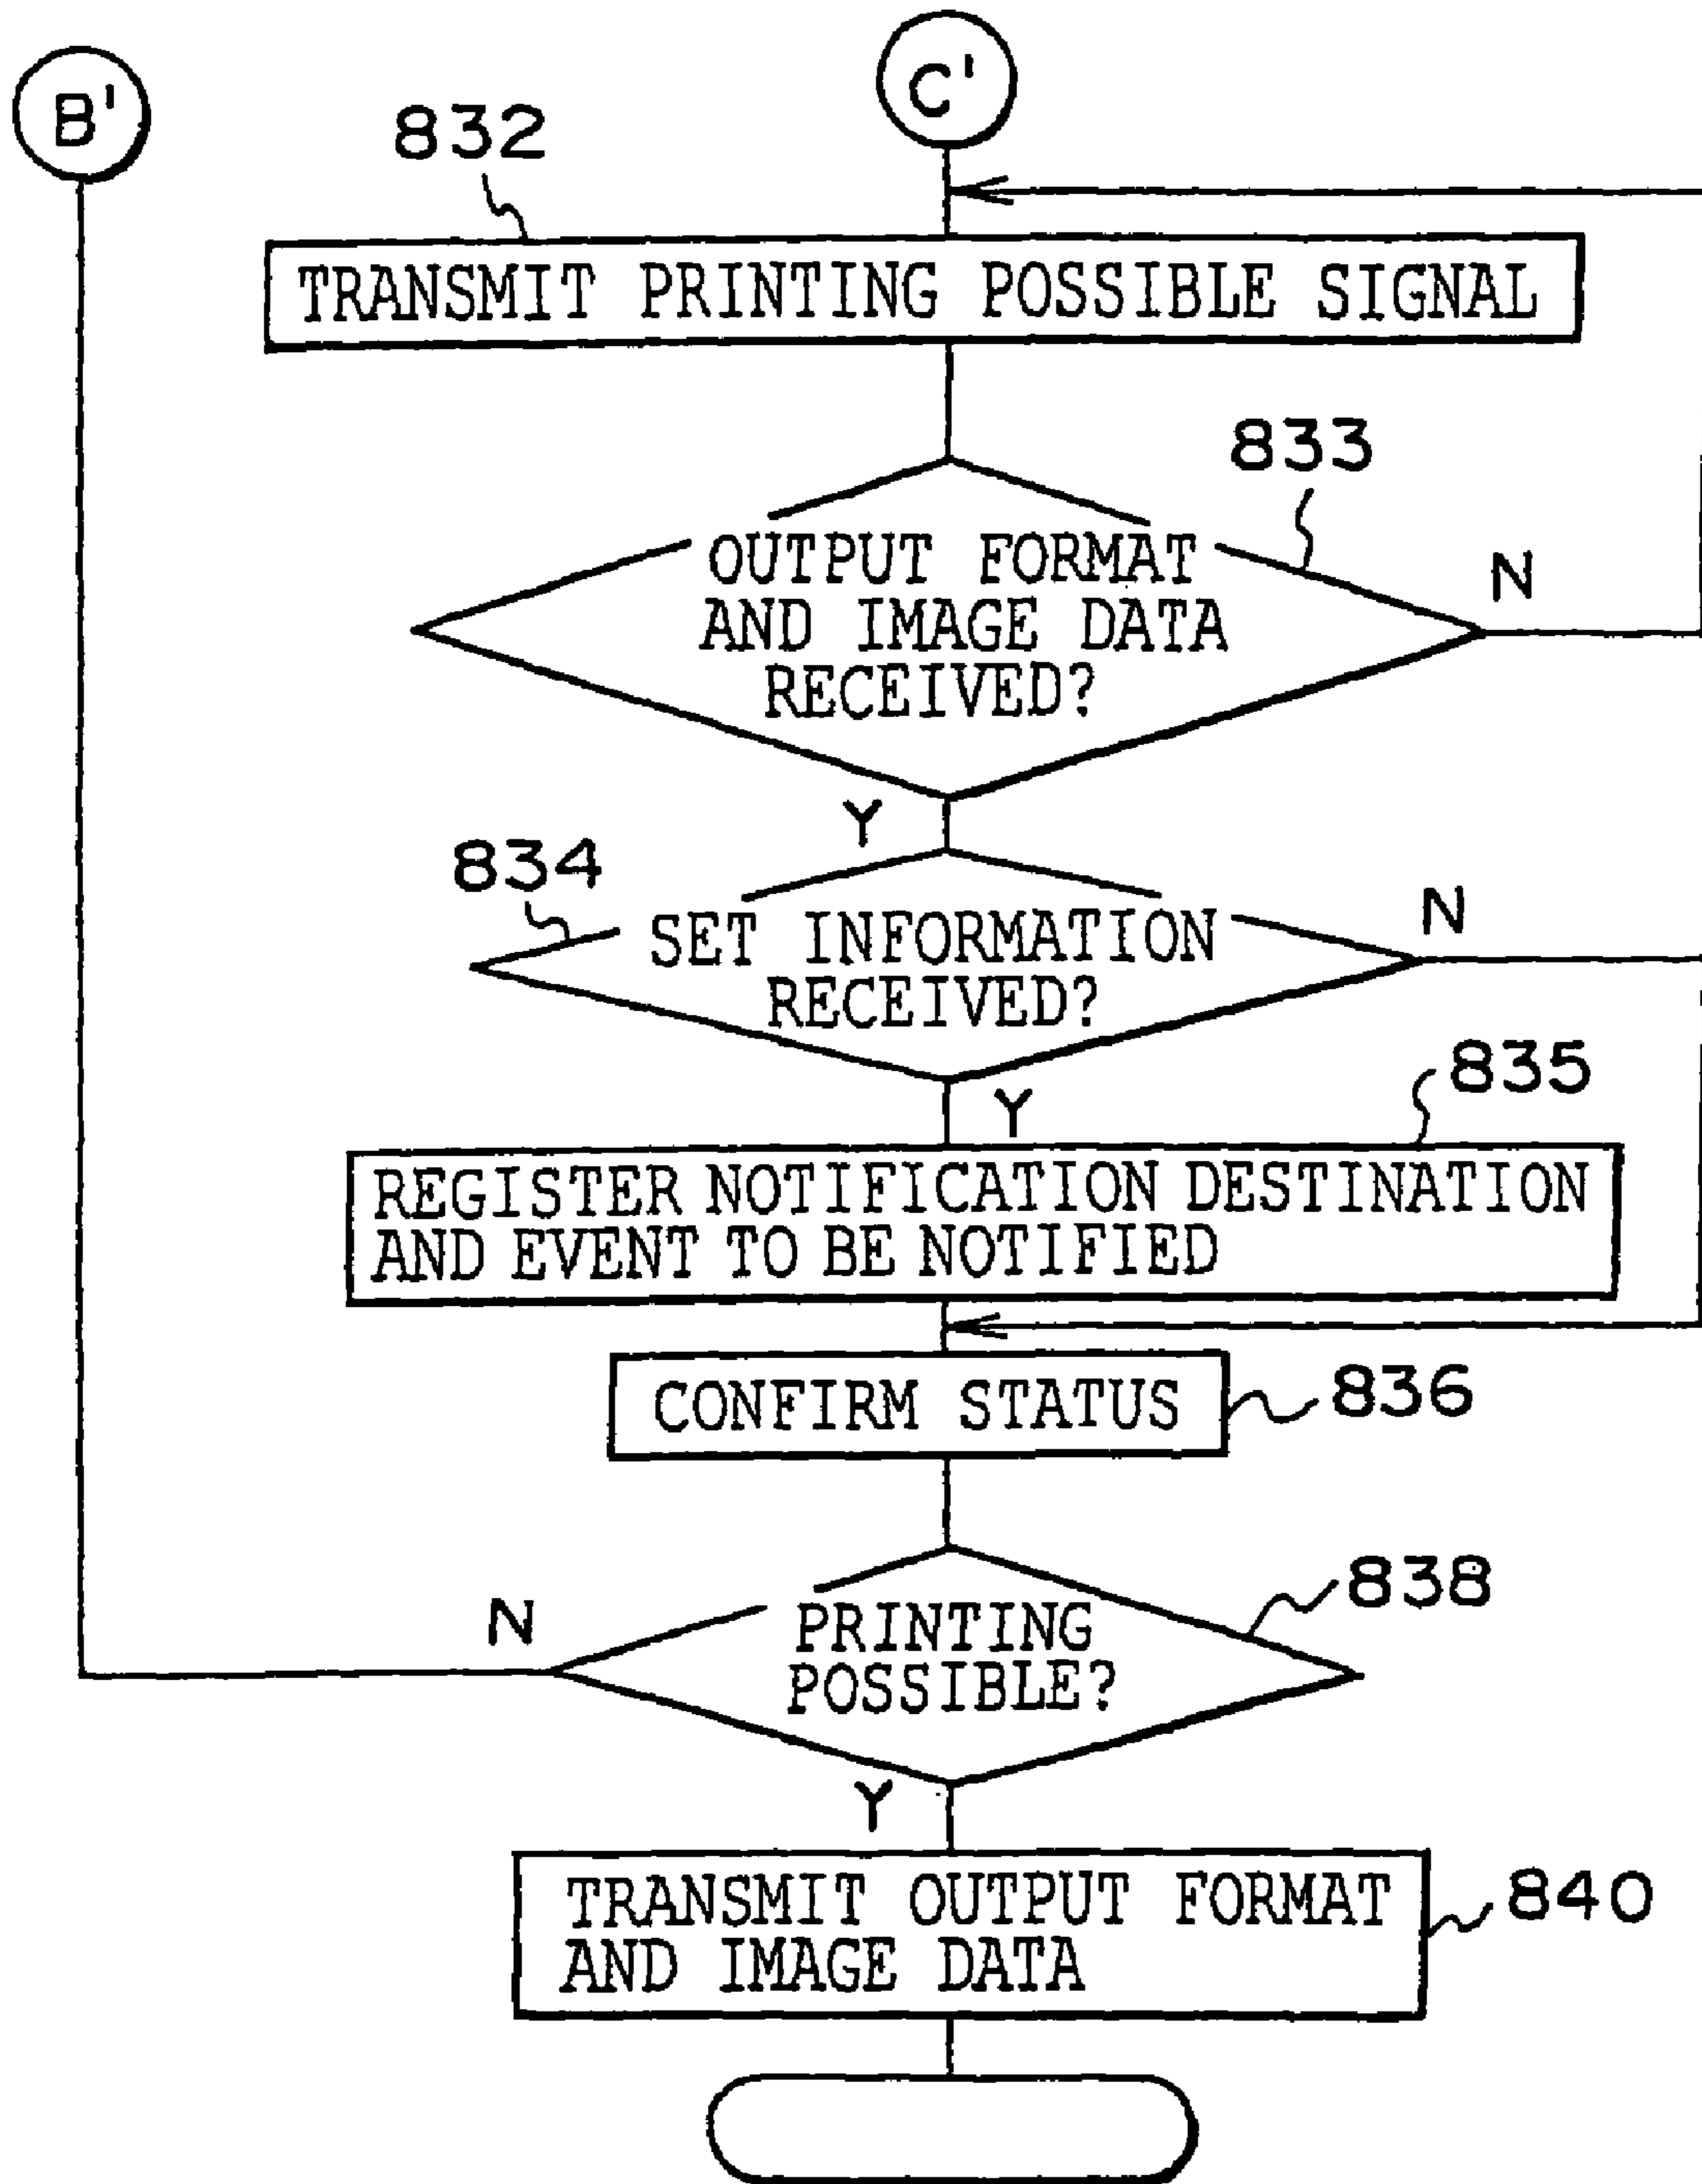 B'
C'
832
TRANSMIT PRINTING POSSIBLE SIGNAL
833
OUTPUT FORMAT
AND IMAGE DATA
RECEIVED?
N
Y
834
SET INFORMATION
RECEIVED?
N
Y
835
REGISTER NOTIFICATION DESTINATION
AND EVENT TO BE NOTIFIED
CONFIRM STATUS
836
838
PRINTING
POSSIBLE?
N
Y
TRANSMIT OUTPUT FORMAT
AND IMAGE DATA
840